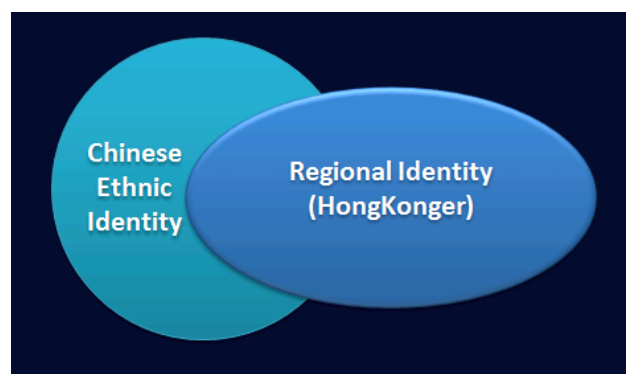 Chinese
Ethnic
Identity
Regional Identity
(HongKonger)